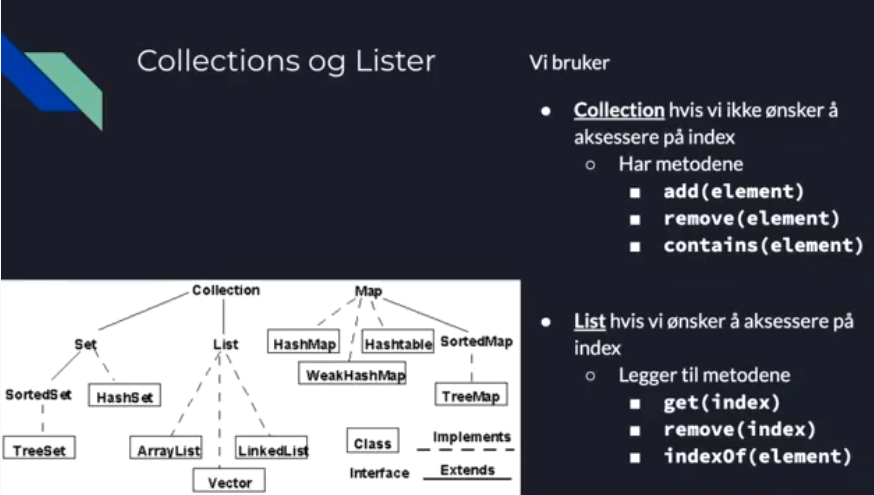 Collections og Lister
Vi bruker
● Collection hvis vi ikke ønsker å
aksessere på index
○ Har metodene
■ add(element)
■ remove(element)
■ contains(element)
● List hvis vi ønsker å aksessere på
index
○ Legger til metodene
■ get(index)
■ remove(index)
■ indexOf(element)
Collection Map
Set List HashMap Hashtable SortedMap
WeakHashMap
SortedSet HashSet TreeMap
TreeSet ArrayList LinkedList Class Implements
Vector Interface Extends